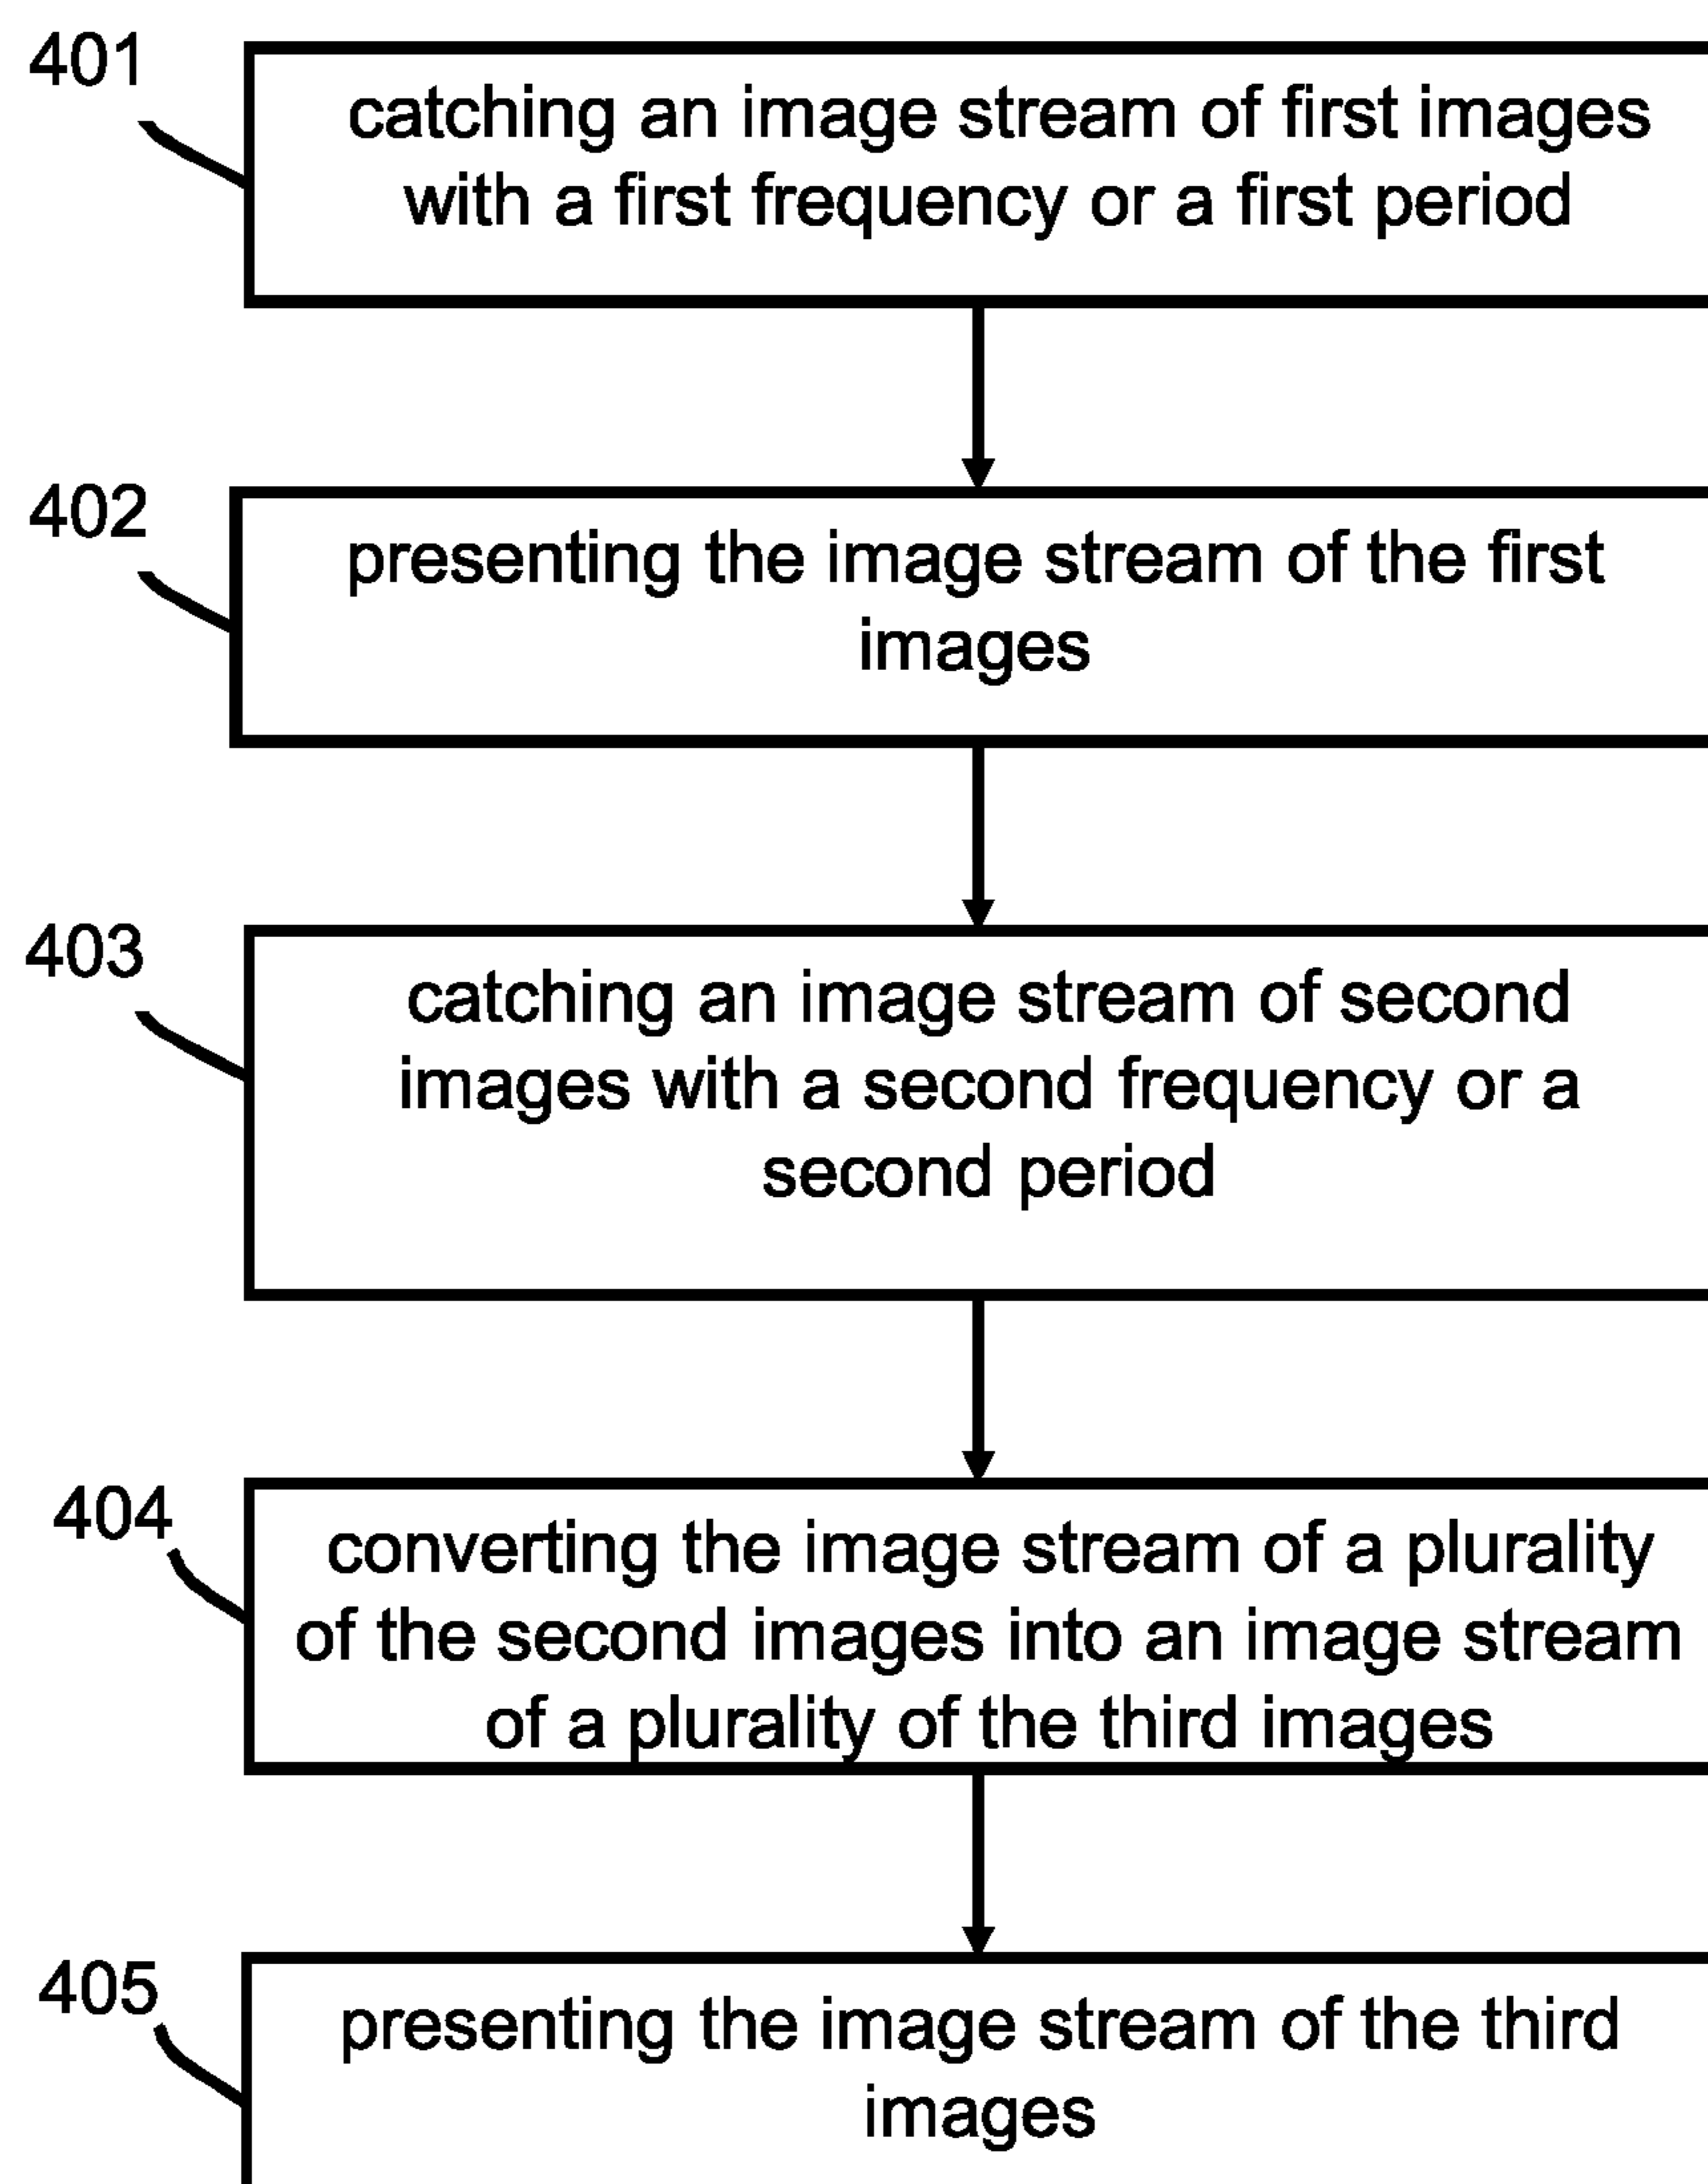 401
catching an image stream of first images
with a first frequency or a first period
402
presenting the image stream of the first
images
403
catching an image stream of second
images with a second frequency or a
second period
404
converting the image stream of a plurality
of the second images into an image stream
of a plurality of the third images
405
presenting the image stream of the third
images